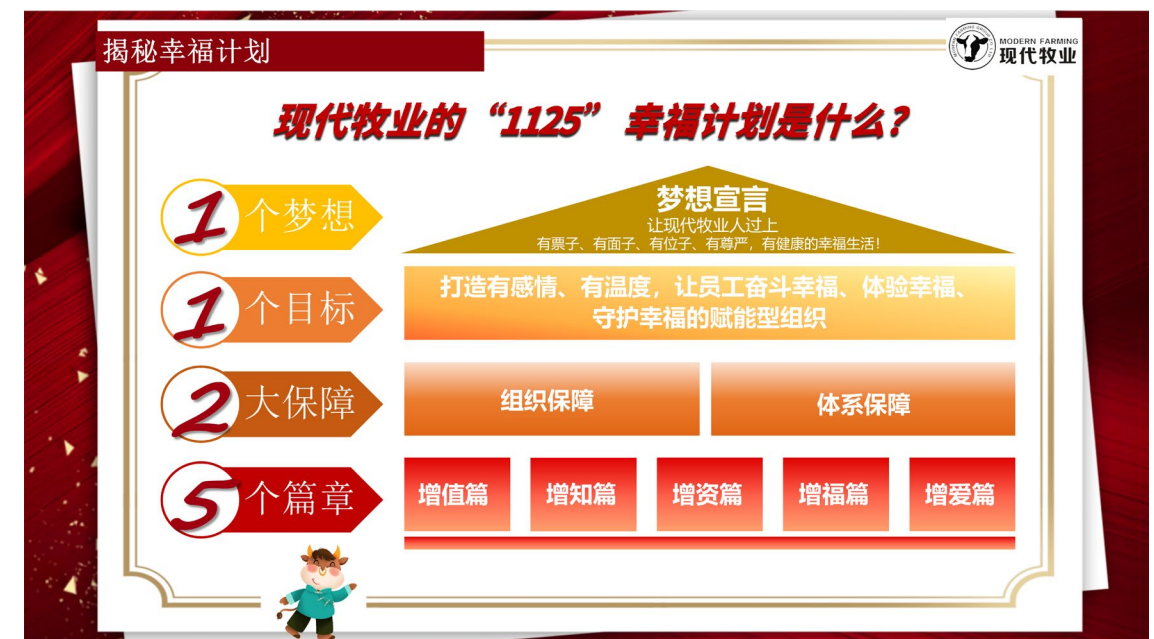 揭秘幸福计划
MODERN FARMING
现代牧业
现代牧业的“1125”幸福计划是什么?
1个梦想
梦想宣言
让现代牧业人过上
有票子、有面子、有位子、有尊严，有健康的幸福生活!
1个目标
打造有感情、有温度，让员工奋斗幸福、体验幸福、
守护幸福的赋能型组织
2大保障
组织保障
体系保障
5个篇章
增值篇
增知篇
增资篇
增福篇
增爱篇